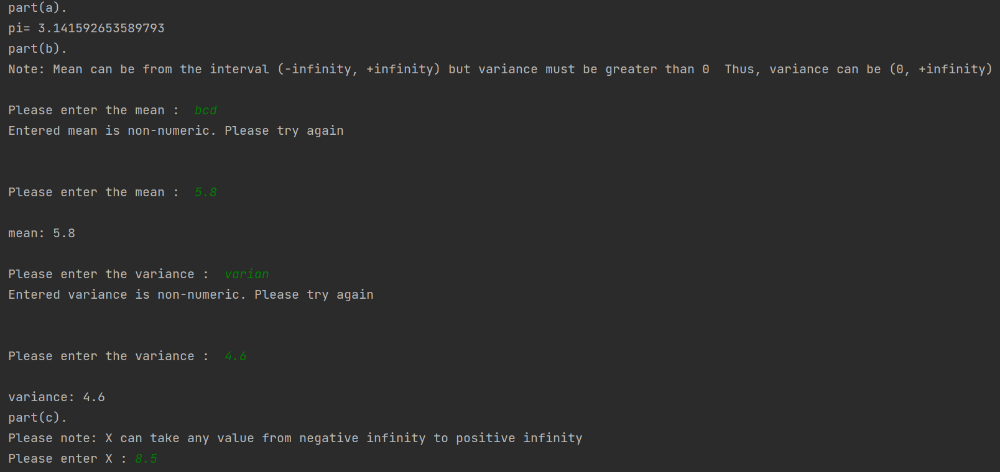 part(a).
pi= 3.141592653589793
part(b).
Note: Mean can be from the interval (-infinity, +infinity) but variance must be greater than 0  Thus, variance can be (0, +infinity)
Please enter the mean :  bcd
Entered mean is non-numeric. Please try again
Please enter the mean :  5.8
mean: 5.8
Please enter the variance :  varian
Entered variance is non-numeric. Please try again
Please enter the variance :  4.6
variance: 4.6
part(c).
Please note: X can take any value from negative infinity to positive infinity
Please enter X : 8.5